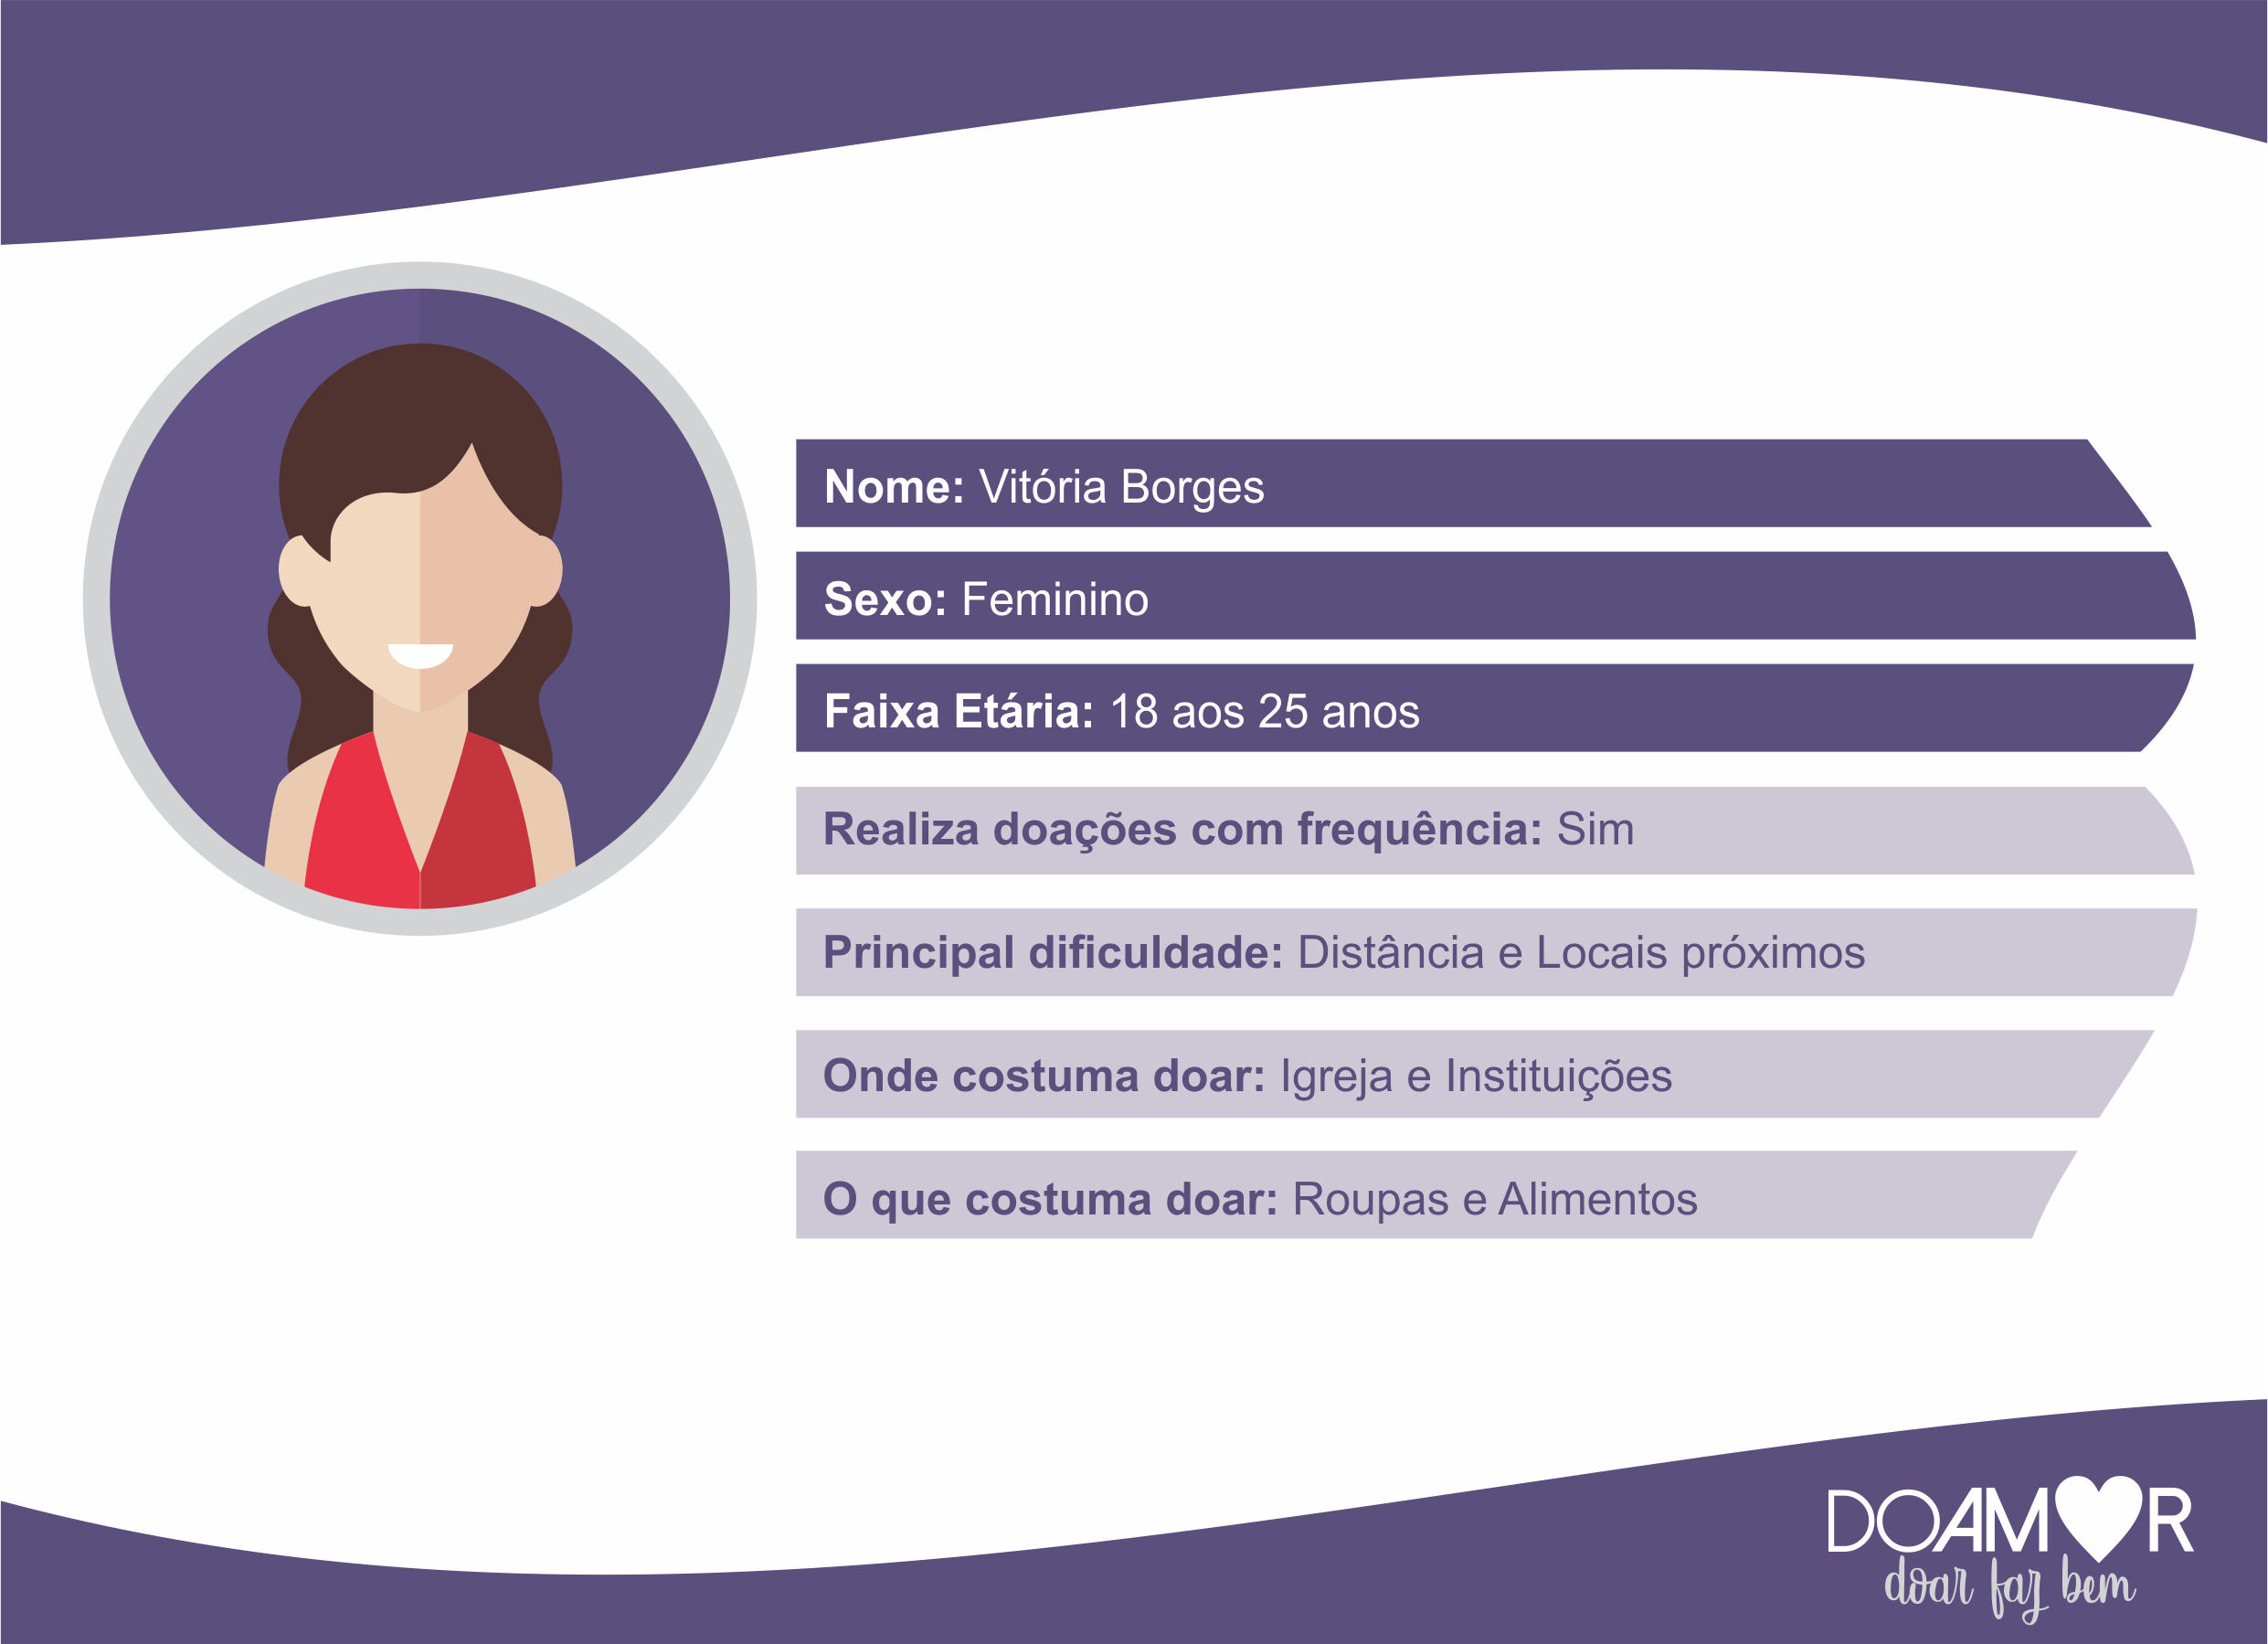 Nome: Vitória Borges
Sexo: Feminino
Faixa Etária: 18 aos 25 anos
Realiza doações com frequência: Sim
Principal dificuldade: Distância e Locais próximos
Onde costuma doar: Igreja e Instituições
O que costuma doar: Roupas e Alimentos
DOAMOR
doar faz bem